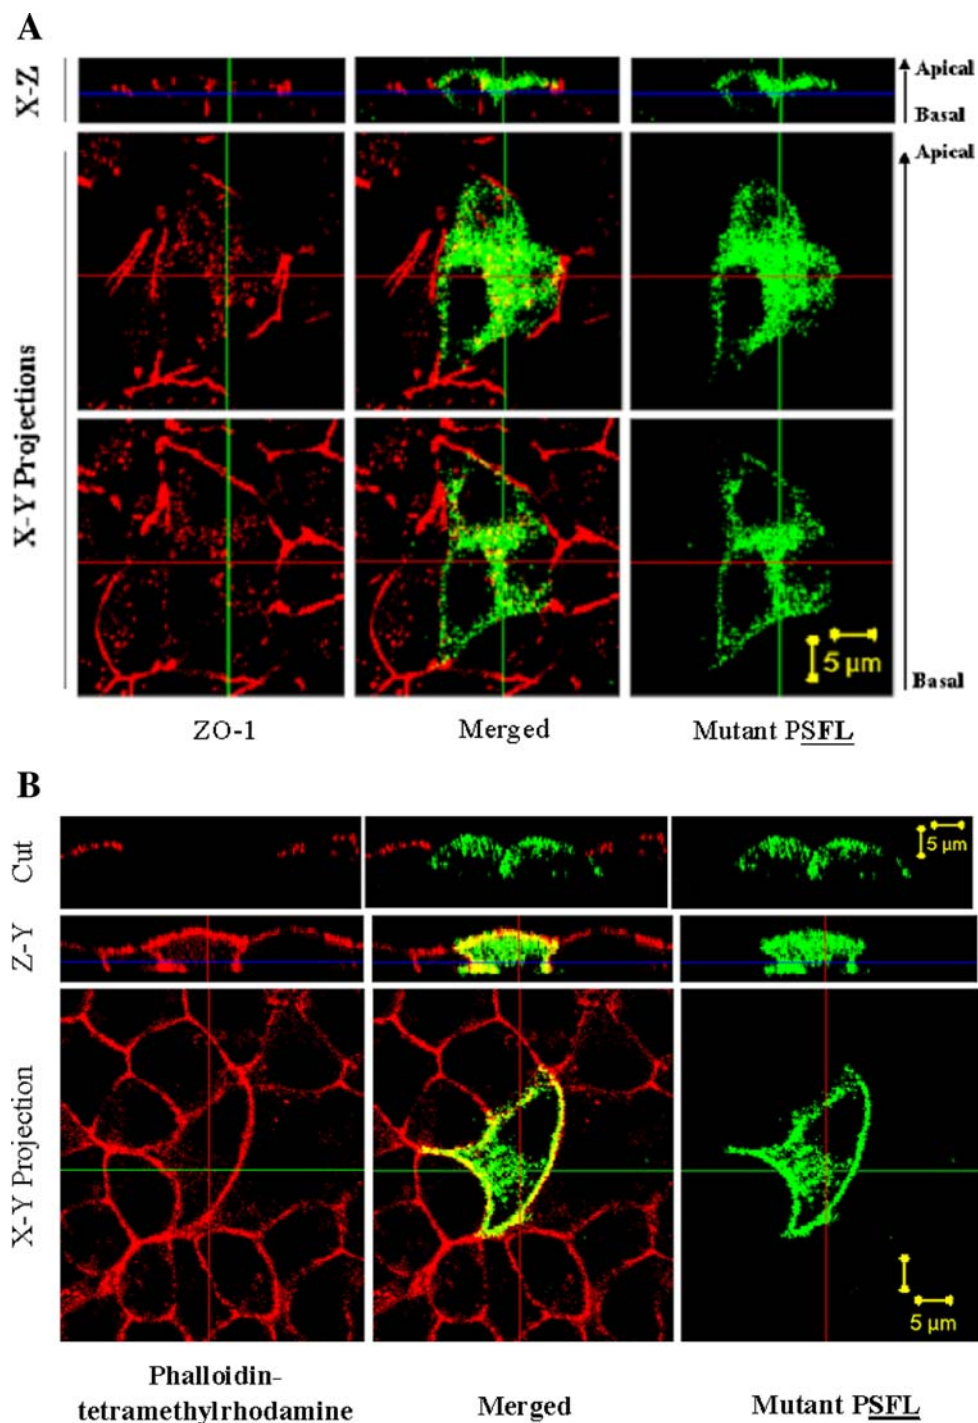 A
X-Z
Apical
Basal
Apical
X-Y Projections
5 µm
Basal
ZO-1
Merged
Mutant PSFL
B
Cut
5 µm
Z-Y
X-Y Projection
5 µm
Phalloidin-
tetramethylrhodamine
Merged
Mutant PSFL